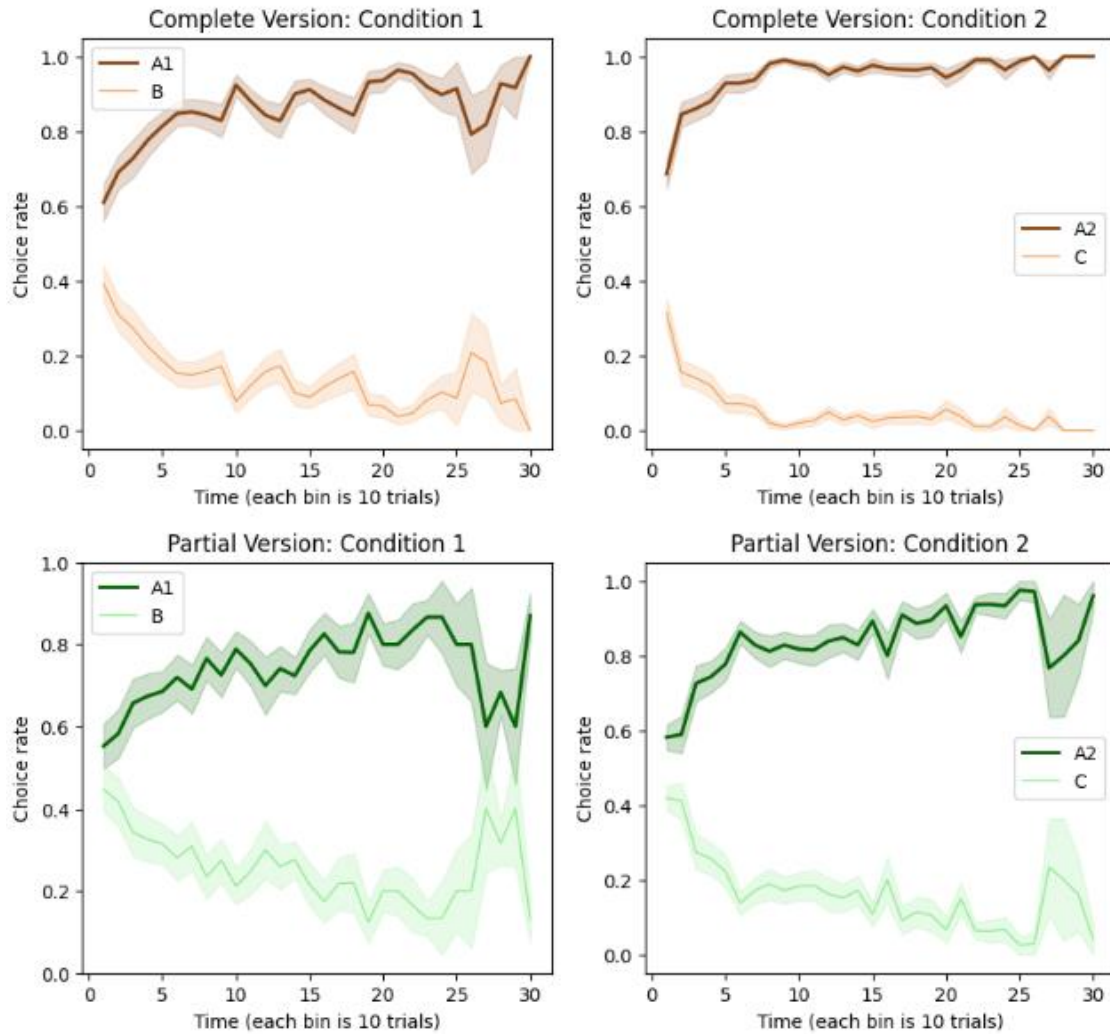 Complete Version: Condition 1
1.0
0.8
0.6
0.4
0.2
0.0
Choice rate
A1
B
0 5 10 15 20 25 30
Time (each bin is 10 trials)
Complete Version: Condition 2
1.0
0.8
0.6
0.4
0.2
0.0
Choice rate
A2
C
0 5 10 15 20 25 30
Time (each bin is 10 trials)
Partial Version: Condition 1
1.0
0.8
0.6
0.4
0.2
0.0
Choice rate
A1
B
0 5 10 15 20 25 30
Time (each bin is 10 trials)
Partial Version: Condition 2
1.0
0.8
0.6
0.4
0.2
0.0
Choice rate
A2
C
0 5 10 15 20 25 30
Time (each bin is 10 trials)